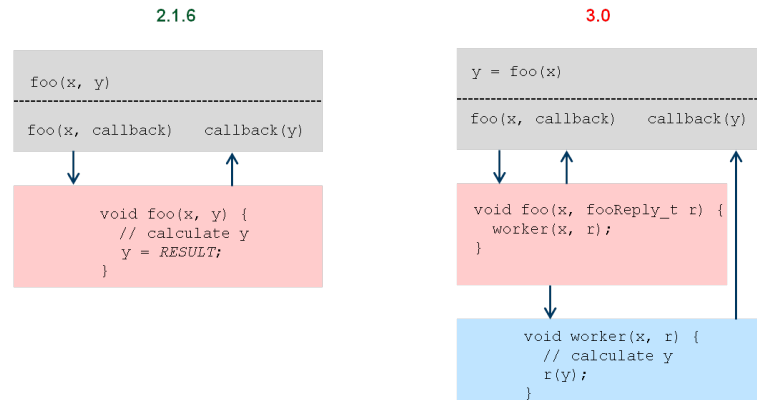 2.1.6
foo(x, y)
foo(x, callback) callback(y)
void foo(x, y) {
// calculate y
y = RESULT;
}
3.0
y = foo(x)
foo(x, callback) callback(y)
void foo(x, fooReply_t r) {
worker(x, r);
}
void worker(x, r) {
// calculate y
r(y);
}